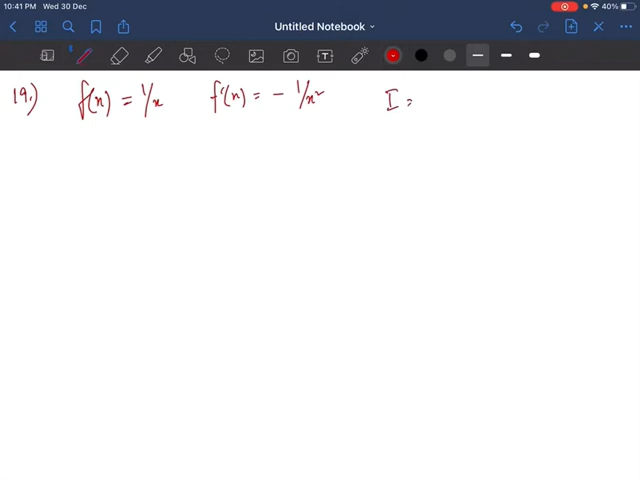 10:41 PM Wed 30 Dec 40%
Untitled Notebook
19.) f(x) = 1/x f'(x) = - 1/x² I =